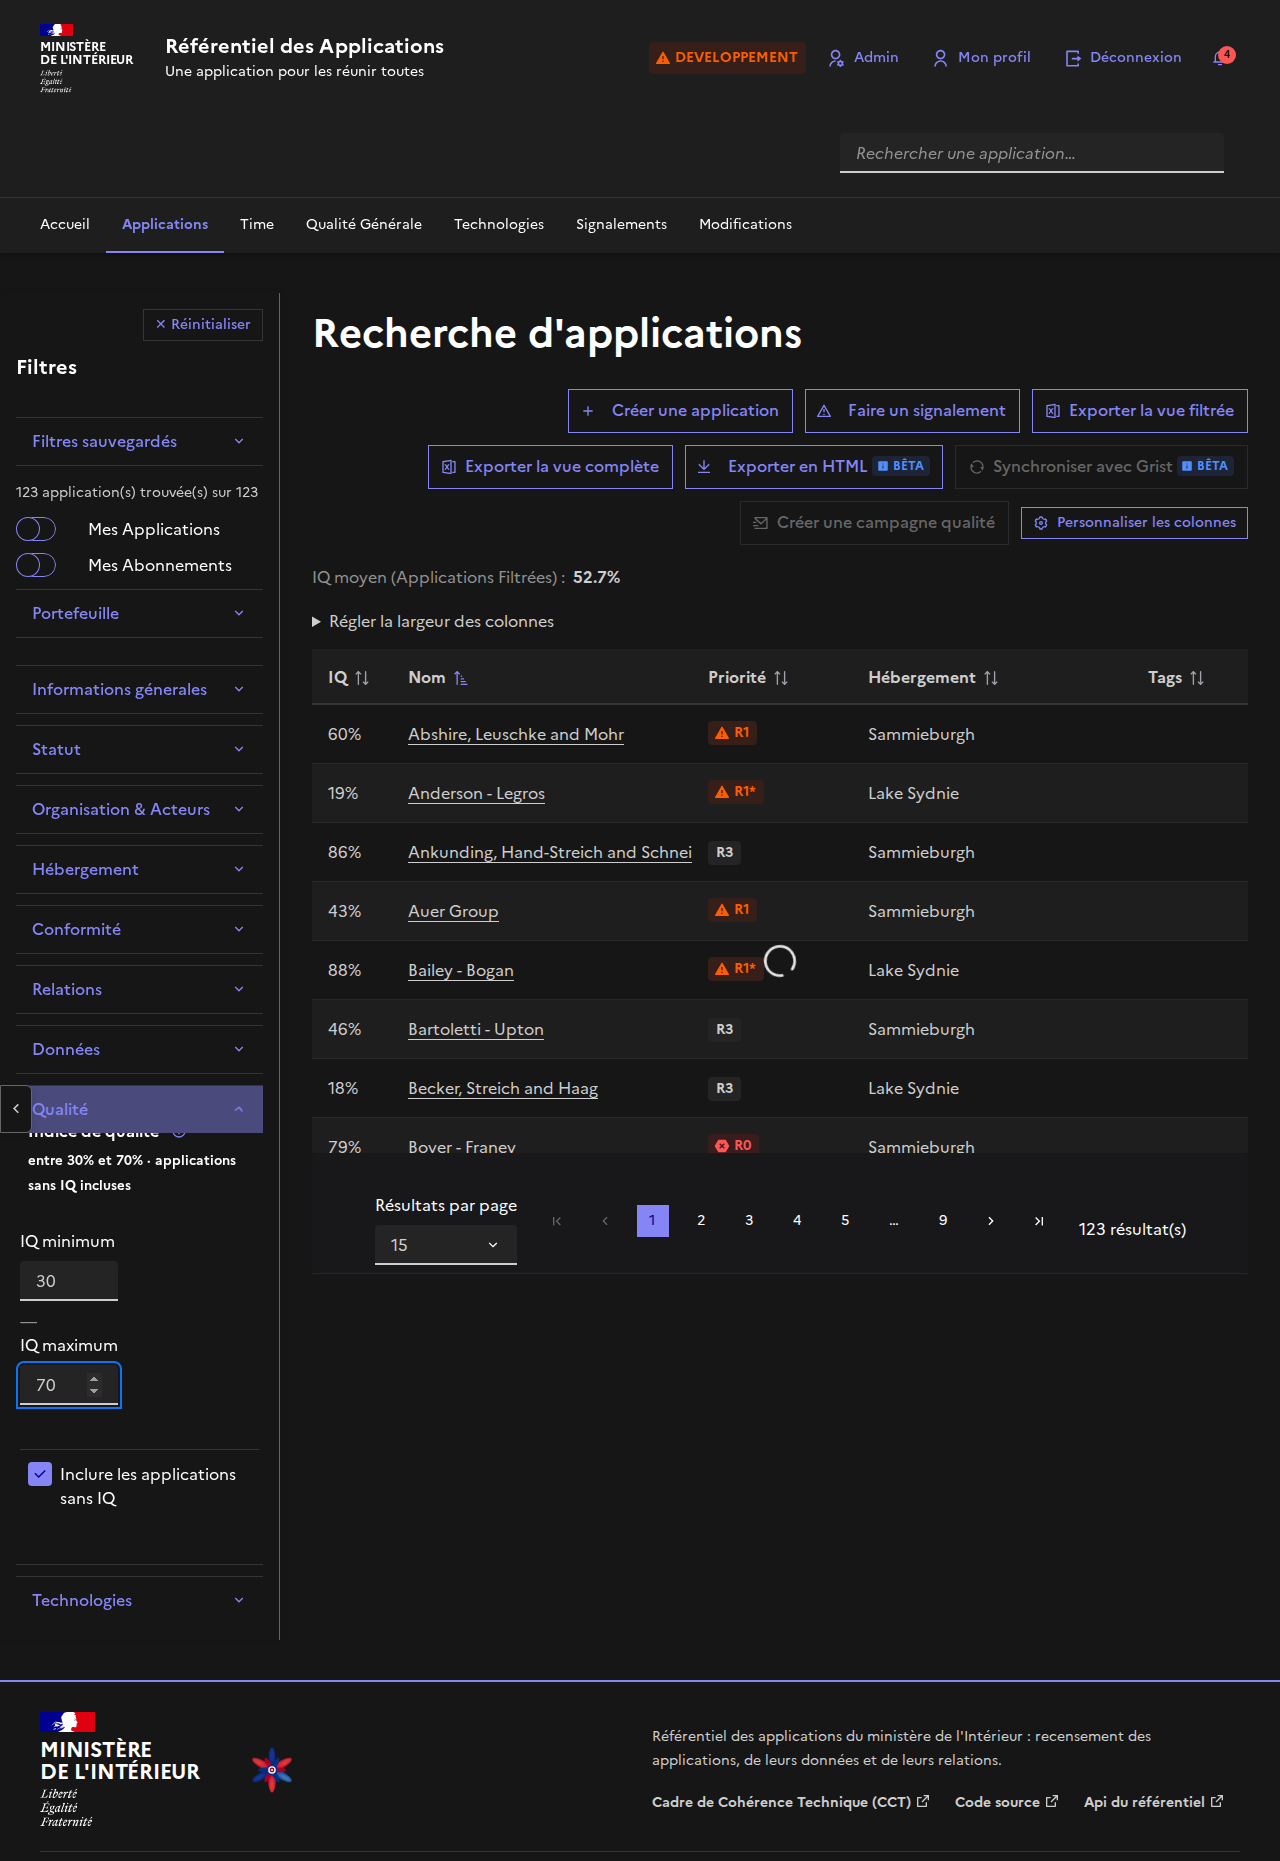 MINISTÈRE
DE L'INTÉRIEUR
Liberté
Égalité
Fraternité
Référentiel des Applications
Une application pour les réunir toutes
DEVELOPPEMENT
Admin
Mon profil
Déconnexion
4
Rechercher une application...
Accueil
Applications
Time
Qualité Générale
Technologies
Signalements
Modifications
Réinitialiser
Filtres
Filtres sauvegardés
123 application(s) trouvée(s) sur 123
Mes Applications
Mes Abonnements
Portefeuille
Informations génerales
Statut
Organisation & Acteurs
Hébergement
Conformité
Relations
Données
Qualité
Indice de qualité
entre 30% et 70% · applications
sans IQ incluses
IQ minimum
30
—
IQ maximum
70
Inclure les applications
sans IQ
Technologies
Recherche d'applications
Créer une application
Faire un signalement
Exporter la vue filtrée
Exporter la vue complète
Exporter en HTML BÊTA
Synchroniser avec Grist BÊTA
Créer une campagne qualité
Personnaliser les colonnes
IQ moyen (Applications Filtrées) : 52.7%
Régler la largeur des colonnes
IQ Nom Priorité Hébergement Tags
60% Abshire, Leuschke and Mohr R1 Sammieburgh
19% Anderson - Legros R1* Lake Sydnie
86% Ankunding, Hand-Streich and Schnei R3 Sammieburgh
43% Auer Group R1 Sammieburgh
88% Bailey - Bogan R1* Lake Sydnie
46% Bartoletti - Upton R3 Sammieburgh
18% Becker, Streich and Haag R3 Lake Sydnie
79% Boyer - Franey R0 Sammieburgh
Résultats par page
15
1 2 3 4 5 … 9
123 résultat(s)
MINISTÈRE
DE L'INTÉRIEUR
Liberté
Égalité
Fraternité
Référentiel des applications du ministère de l'Intérieur : recensement des
applications, de leurs données et de leurs relations.
Cadre de Cohérence Technique (CCT)
Code source
Api du référentiel